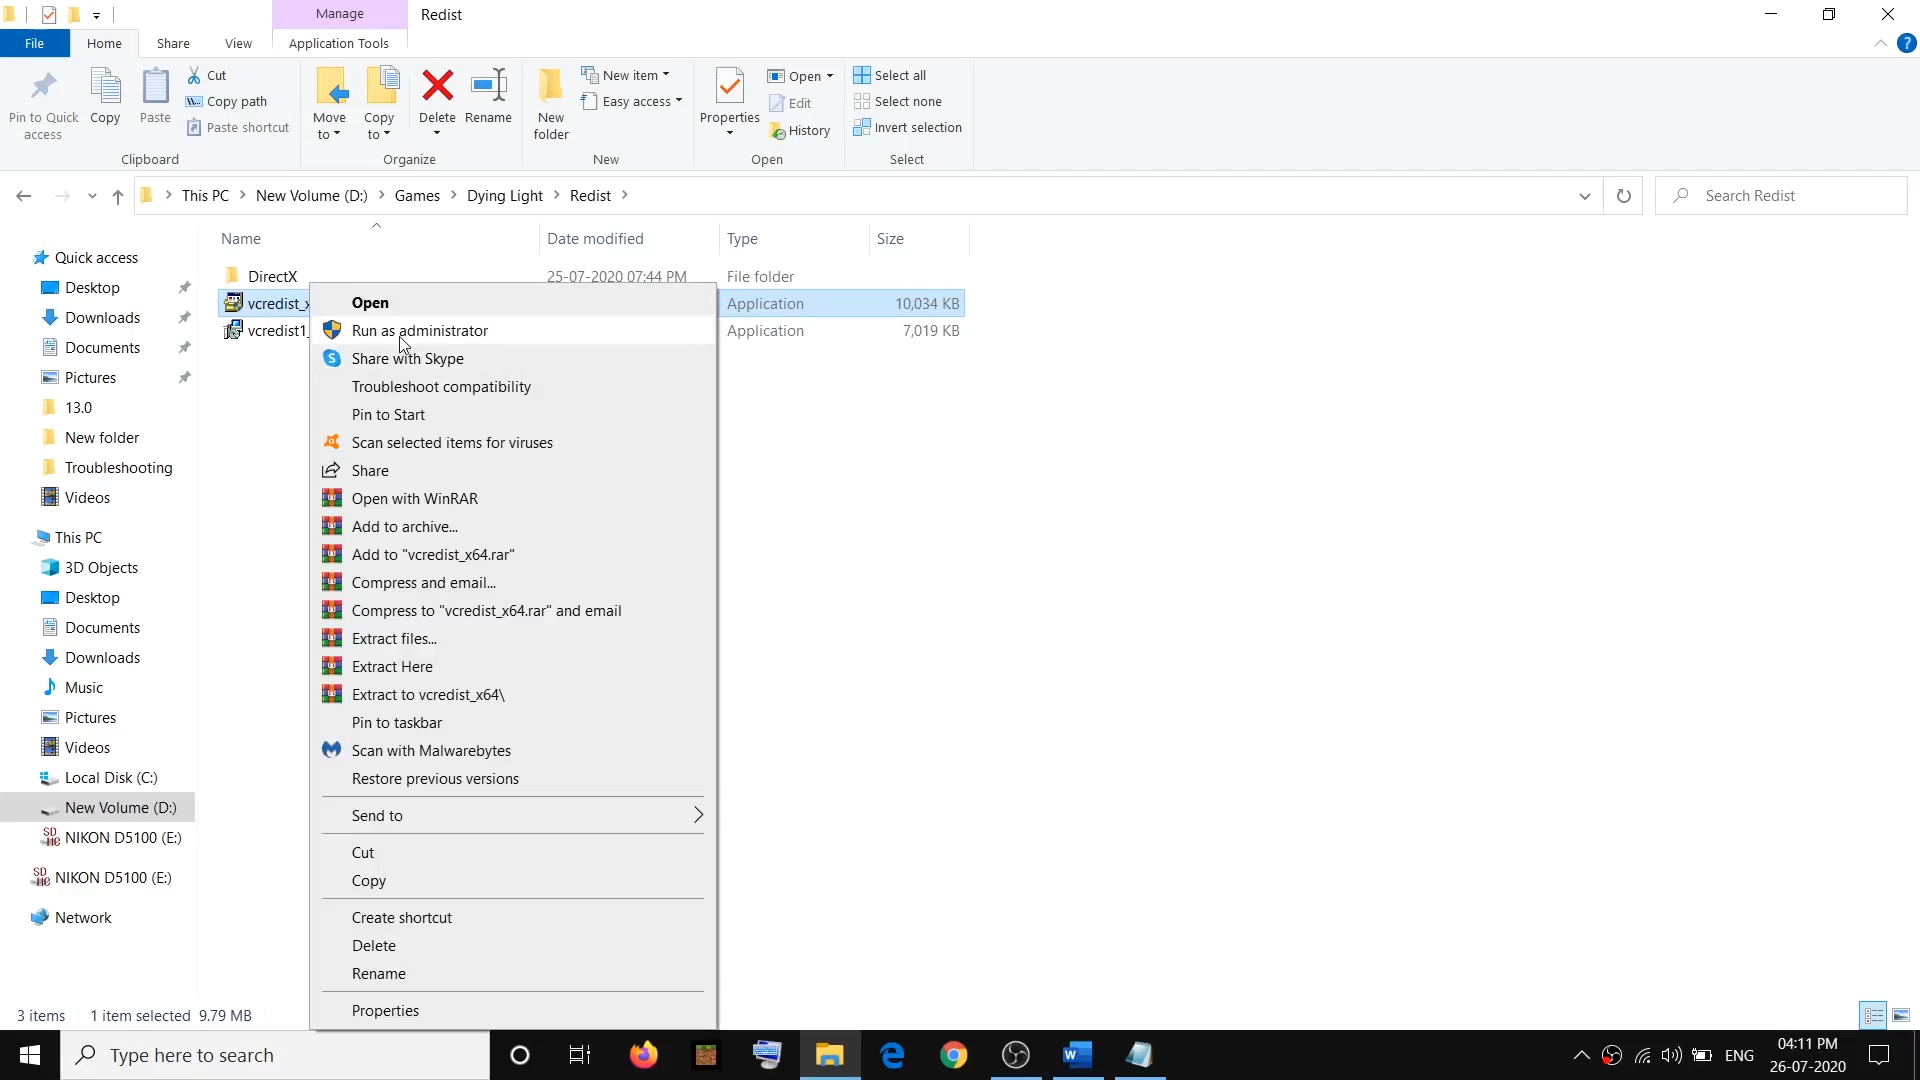 Manage
Redist
File
Home
Share
View
Application Tools
Pin to Quick access
Copy
Paste
Cut
Copy path
Paste shortcut
Clipboard
Move to
Copy to
Delete
Rename
Organize
New folder
New item
Easy access
New
Properties
Open
Edit
History
Open
Select all
Select none
Invert selection
Select
This PC > New Volume (D:) > Games > Dying Light > Redist >
Search Redist
Name
Date modified
Type
Size
DirectX
25-07-2020 07:44 PM
File folder
vcredist_x
Application
10,034 KB
vcredist1_
Application
7,019 KB
Quick access
Desktop
Downloads
Documents
Pictures
13.0
New folder
Troubleshooting
Videos
This PC
3D Objects
Desktop
Documents
Downloads
Music
Pictures
Videos
Local Disk (C:)
New Volume (D:)
NIKON D5100 (E:)
NIKON D5100 (E:)
Network
Open
Run as administrator
Share with Skype
Troubleshoot compatibility
Pin to Start
Scan selected items for viruses
Share
Open with WinRAR
Add to archive...
Add to "vcredist_x64.rar"
Compress and email...
Compress to "vcredist_x64.rar" and email
Extract files...
Extract Here
Extract to vcredist_x64\
Pin to taskbar
Scan with Malwarebytes
Restore previous versions
Send to
Cut
Copy
Create shortcut
Delete
Rename
Properties
3 items
1 item selected 9.79 MB
Type here to search
ENG
04:11 PM
26-07-2020